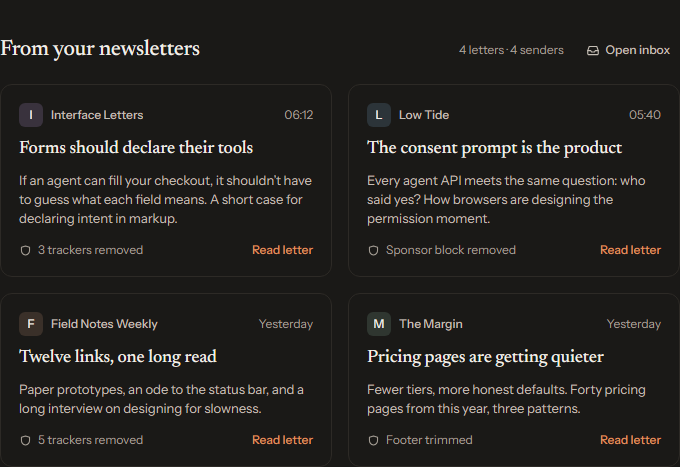 From your newsletters
4 letters · 4 senders
Open inbox
I
Interface Letters
06:12
Forms should declare their tools
If an agent can fill your checkout, it shouldn't have
to guess what each field means. A short case for
declaring intent in markup.
3 trackers removed
Read letter
L
Low Tide
05:40
The consent prompt is the product
Every agent API meets the same question: who
said yes? How browsers are designing the
permission moment.
Sponsor block removed
Read letter
F
Field Notes Weekly
Yesterday
Twelve links, one long read
Paper prototypes, an ode to the status bar, and a
long interview on designing for slowness.
5 trackers removed
Read letter
M
The Margin
Yesterday
Pricing pages are getting quieter
Fewer tiers, more honest defaults. Forty pricing
pages from this year, three patterns.
Footer trimmed
Read letter